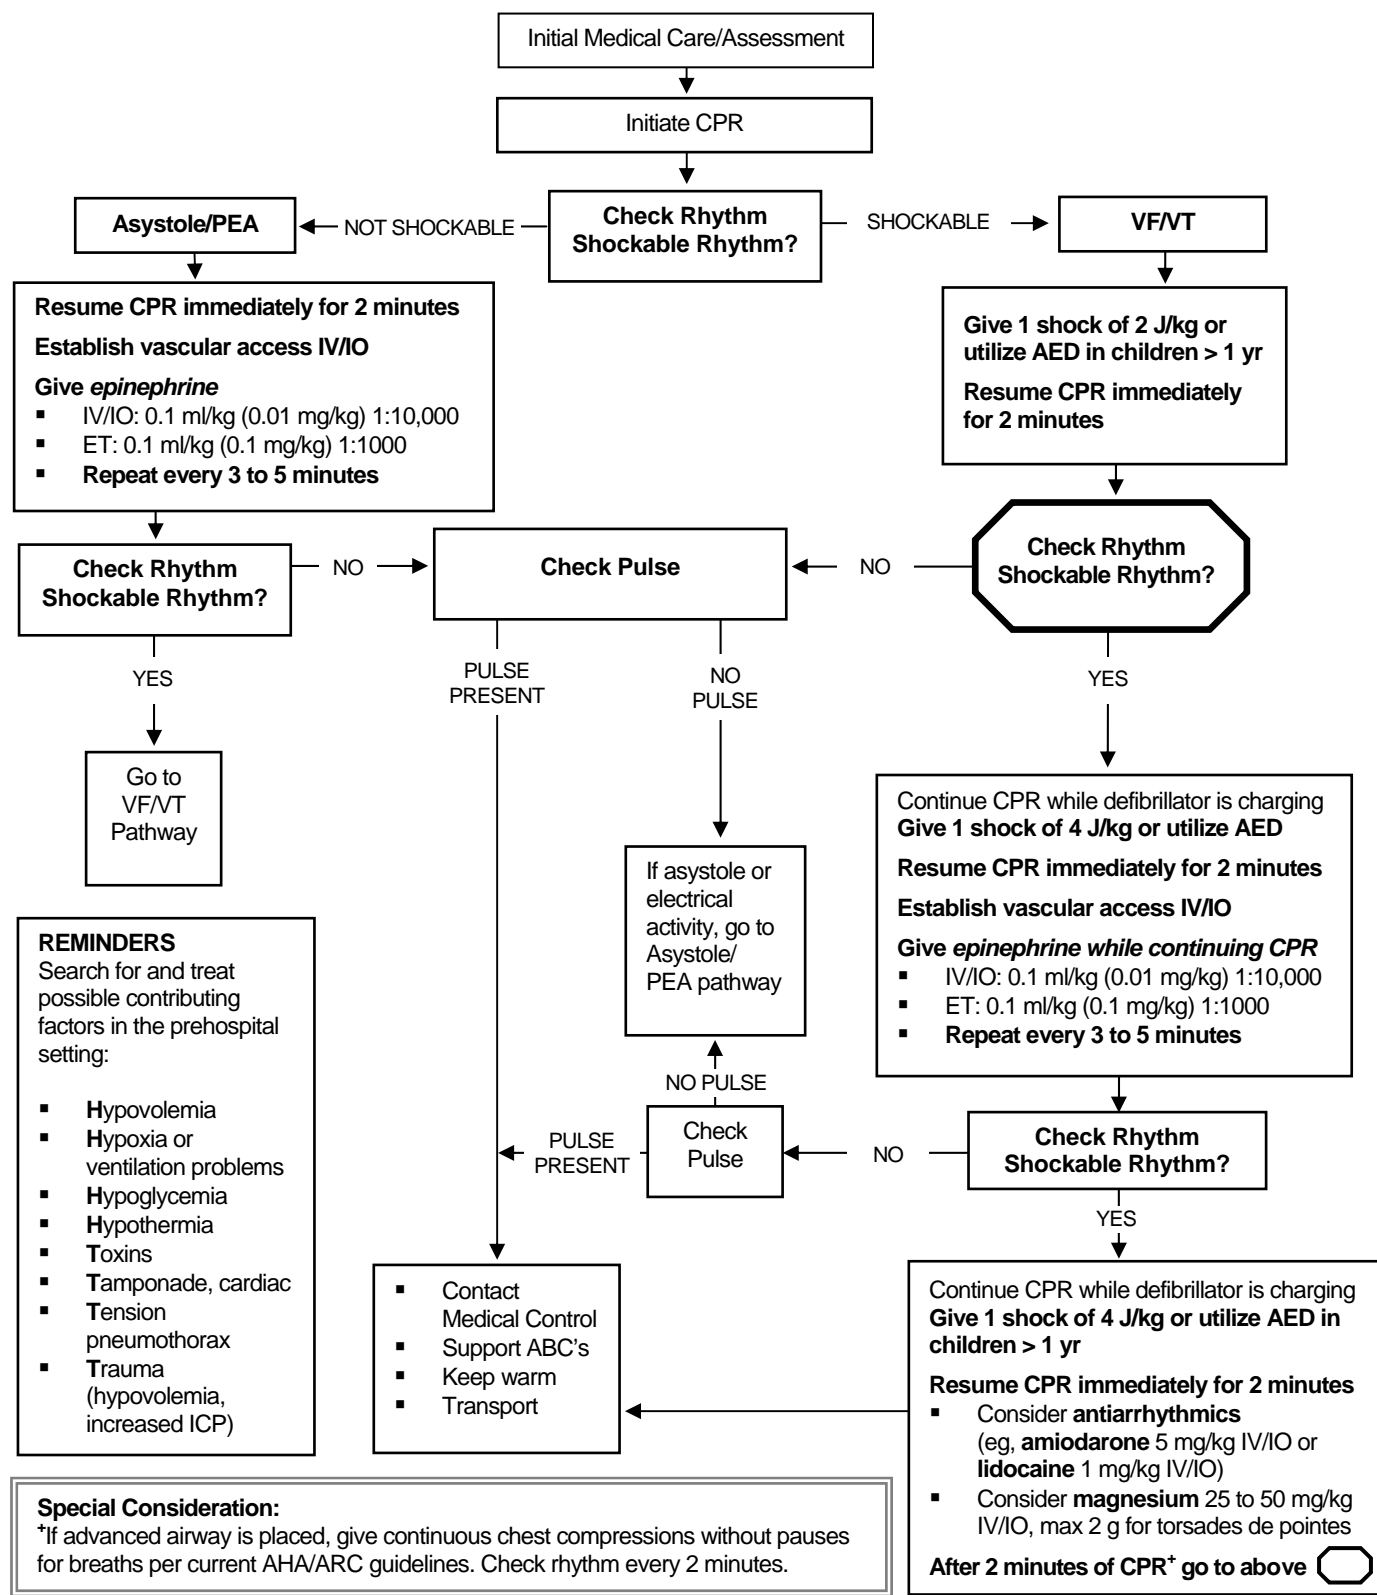 Initial Medical Care/Assessment
Initiate CPR
Check Rhythm
Shockable Rhythm?
NOT SHOCKABLE
SHOCKABLE
Asystole/PEA
VF/VT
Resume CPR immediately for 2 minutes
Establish vascular access IV/IO
Give epinephrine
▪ IV/IO: 0.1 ml/kg (0.01 mg/kg) 1:10,000
▪ ET: 0.1 ml/kg (0.1 mg/kg) 1:1000
▪ Repeat every 3 to 5 minutes
Give 1 shock of 2 J/kg or
utilize AED in children > 1 yr
Resume CPR immediately
for 2 minutes
Check Rhythm
Shockable Rhythm?
NO
Check Pulse
NO
Check Rhythm
Shockable Rhythm?
YES
PULSE
PRESENT
NO
PULSE
YES
Go to
VF/VT
Pathway
If asystole or
electrical
activity, go to
Asystole/
PEA pathway
Continue CPR while defibrillator is charging
Give 1 shock of 4 J/kg or utilize AED
Resume CPR immediately for 2 minutes
Establish vascular access IV/IO
Give epinephrine while continuing CPR
▪ IV/IO: 0.1 ml/kg (0.01 mg/kg) 1:10,000
▪ ET: 0.1 ml/kg (0.1 mg/kg) 1:1000
▪ Repeat every 3 to 5 minutes
REMINDERS
Search for and treat
possible contributing
factors in the prehospital
setting:
▪ Hypovolemia
▪ Hypoxia or
ventilation problems
▪ Hypoglycemia
▪ Hypothermia
▪ Toxins
▪ Tamponade, cardiac
▪ Tension
pneumothorax
▪ Trauma
(hypovolemia,
increased ICP)
NO PULSE
PULSE
PRESENT
Check
Pulse
NO
Check Rhythm
Shockable Rhythm?
YES
▪ Contact
Medical Control
▪ Support ABC's
▪ Keep warm
▪ Transport
Continue CPR while defibrillator is charging
Give 1 shock of 4 J/kg or utilize AED in
children > 1 yr
Resume CPR immediately for 2 minutes
▪ Consider antiarrhythmics
(eg, amiodarone 5 mg/kg IV/IO or
lidocaine 1 mg/kg IV/IO)
▪ Consider magnesium 25 to 50 mg/kg
IV/IO, max 2 g for torsades de pointes
After 2 minutes of CPR+ go to above
Special Consideration:
+If advanced airway is placed, give continuous chest compressions without pauses
for breaths per current AHA/ARC guidelines. Check rhythm every 2 minutes.